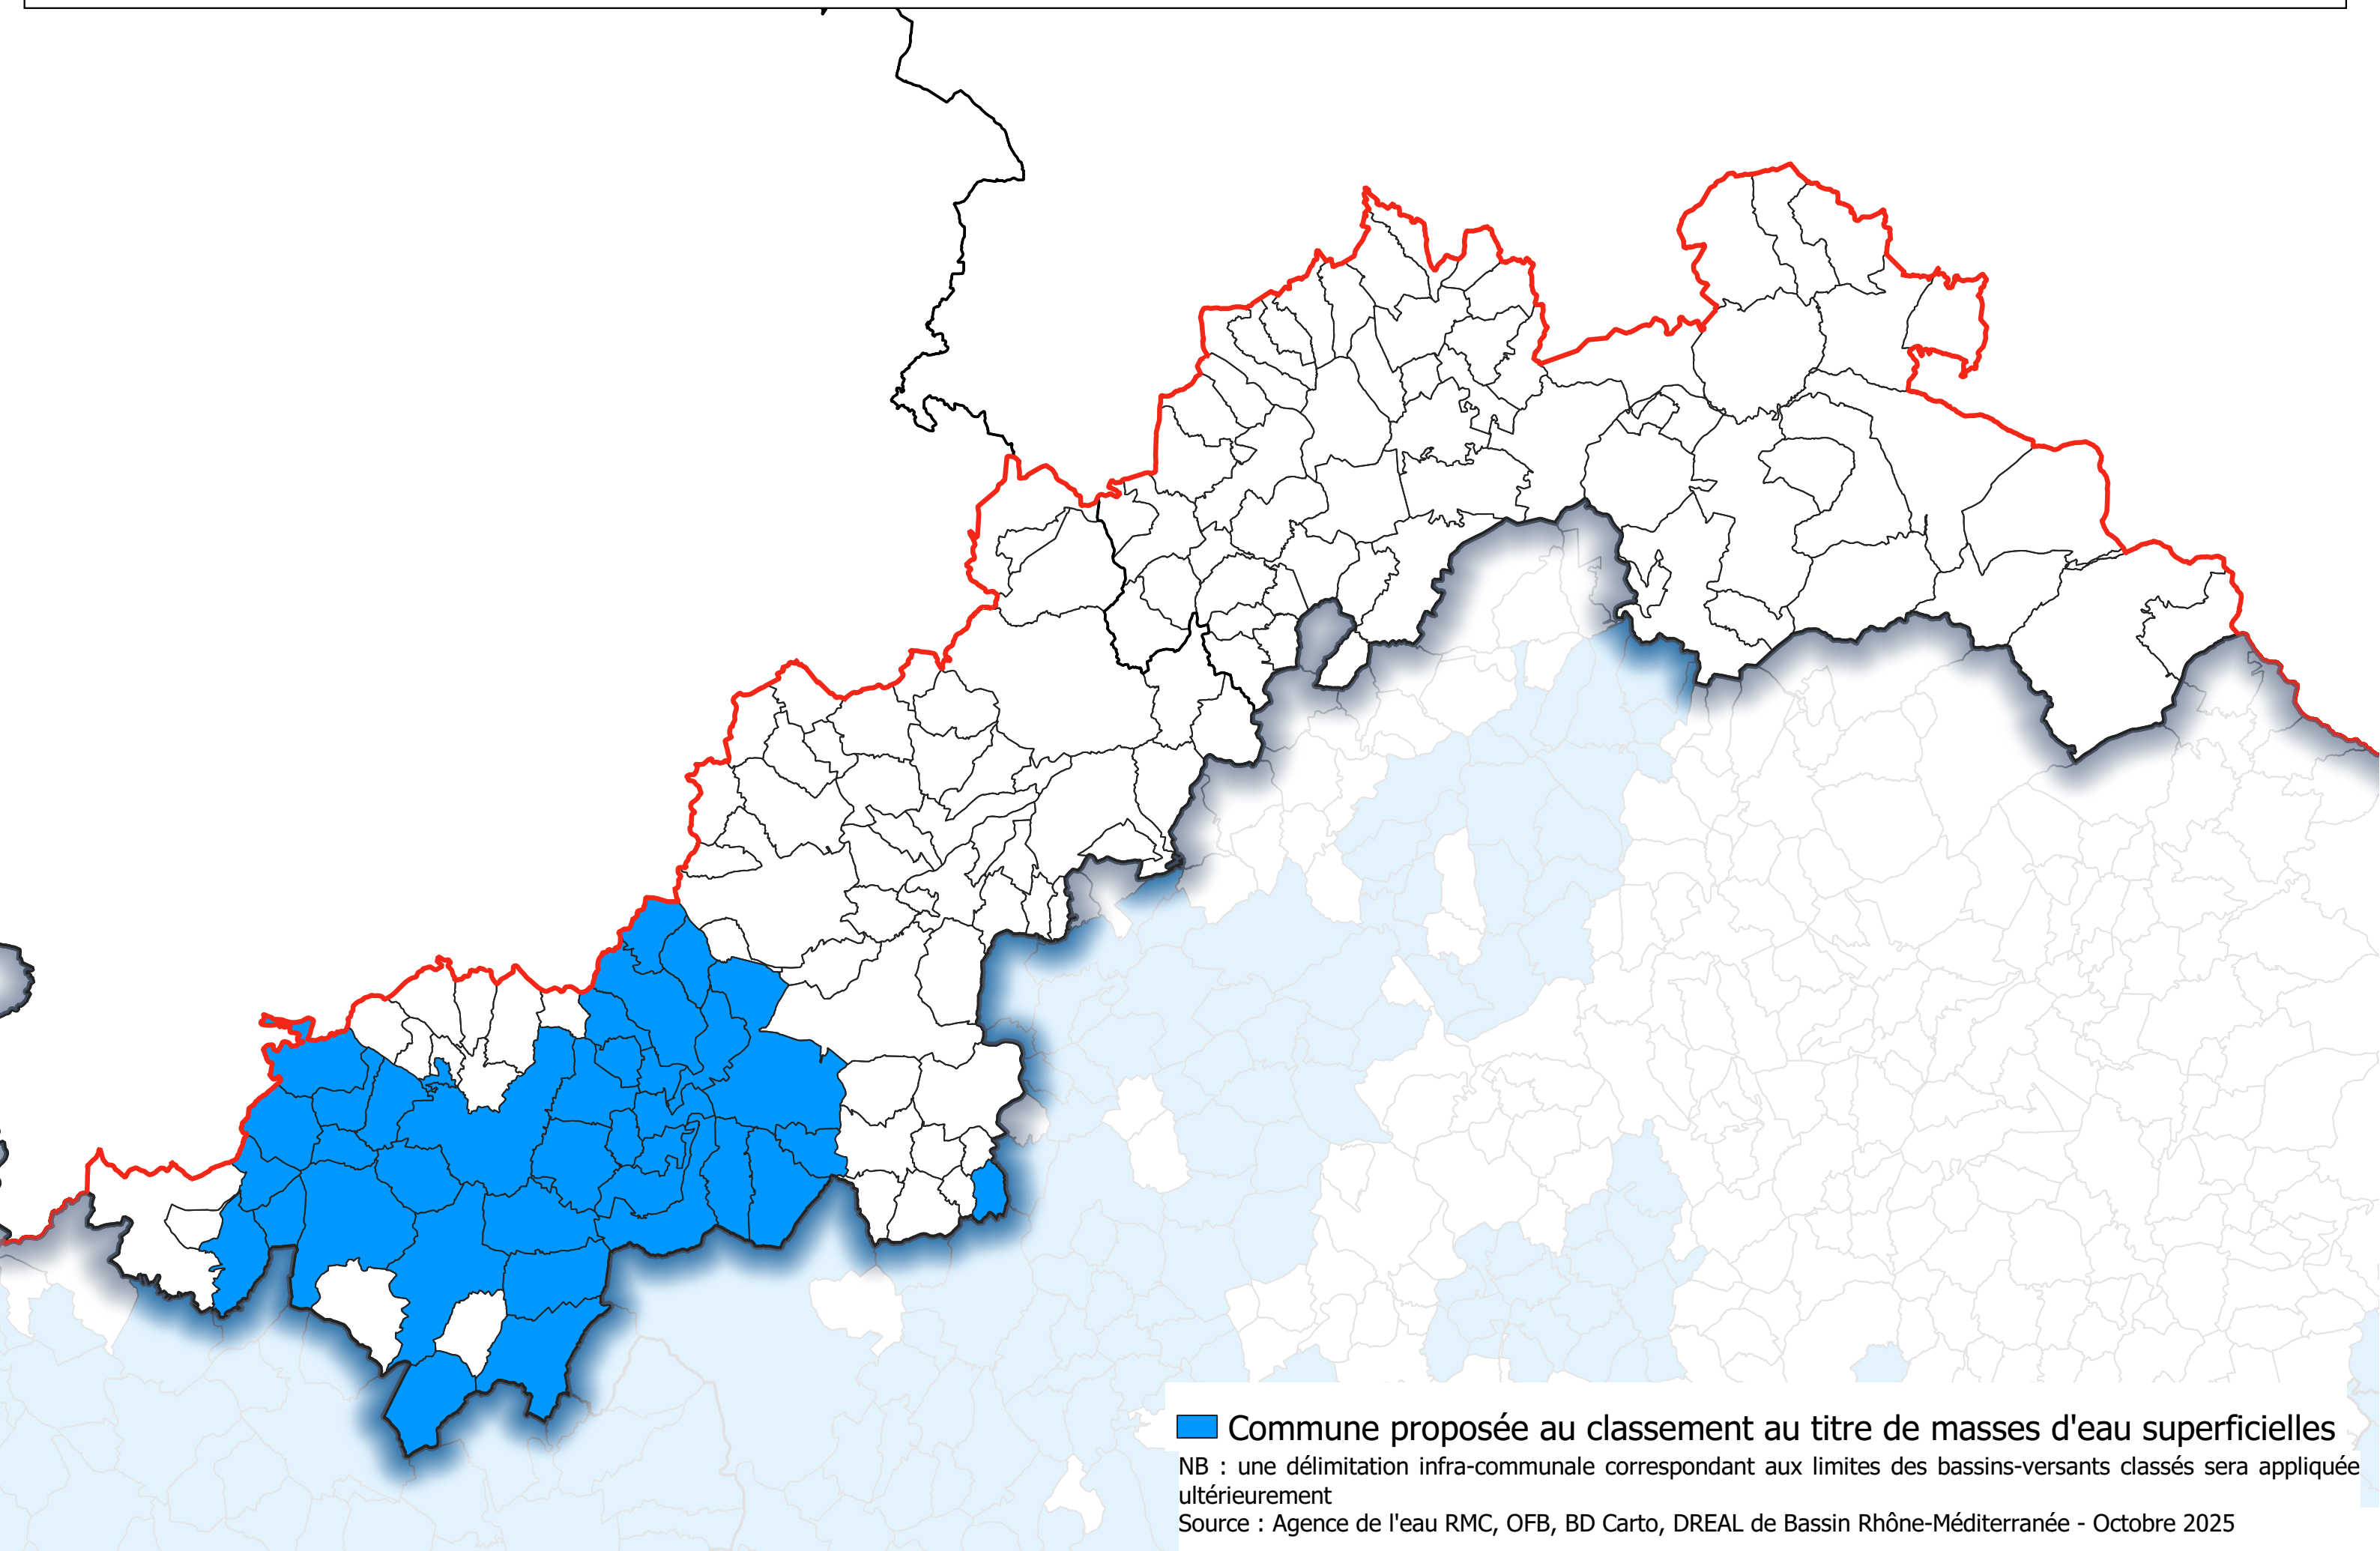 Commune proposée au classement au titre de masses d'eau superficielles
NB : une délimitation infra-communale correspondant aux limites des bassins-versants classés sera appliquée
ultérieurement
Source : Agence de l'eau RMC, OFB, BD Carto, DREAL de Bassin Rhône-Méditerranée - Octobre 2025